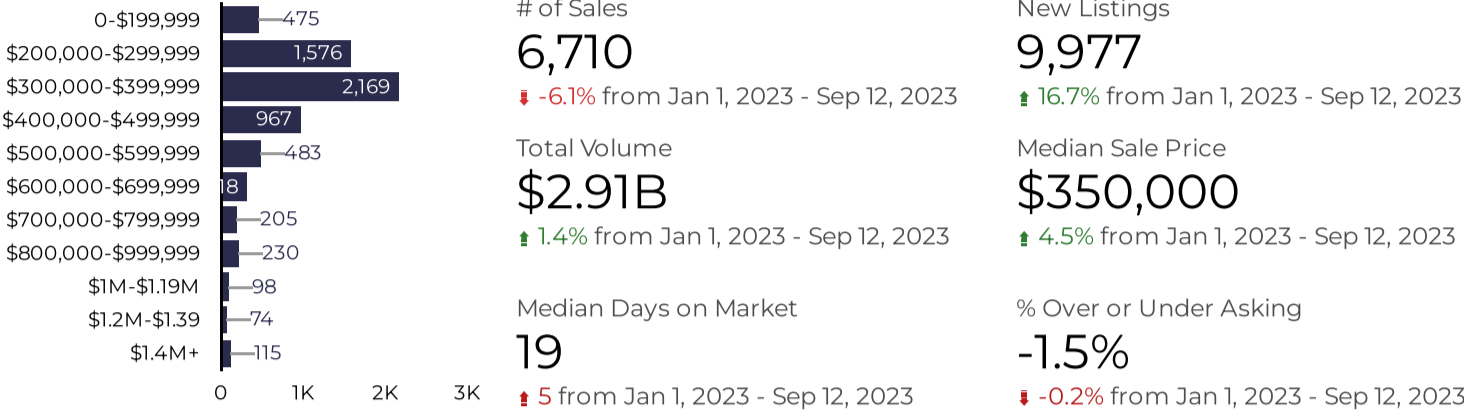 0-$199,999 475
$200,000-$299,999 1,576
$300,000-$399,999 2,169
$400,000-$499,999 967
$500,000-$599,999 483
$600,000-$699,999 18
$700,000-$799,999 205
$800,000-$999,999 230
$1M-$1.19M 98
$1.2M-$1.39 74
$1.4M+ 115
0 1K 2K 3K
# of Sales
6,710
-6.1% from Jan 1, 2023 - Sep 12, 2023
New Listings
9,977
16.7% from Jan 1, 2023 - Sep 12, 2023
Total Volume
$2.91B
1.4% from Jan 1, 2023 - Sep 12, 2023
Median Sale Price
$350,000
4.5% from Jan 1, 2023 - Sep 12, 2023
Median Days on Market
19
5 from Jan 1, 2023 - Sep 12, 2023
% Over or Under Asking
-1.5%
-0.2% from Jan 1, 2023 - Sep 12, 2023